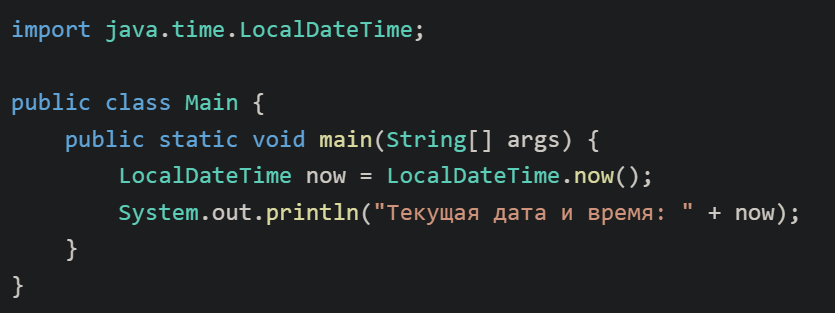 import java.time.LocalDateTime;
public class Main {
public static void main(String[] args) {
LocalDateTime now = LocalDateTime.now();
System.out.println("Текущая дата и время: " + now);
}
}